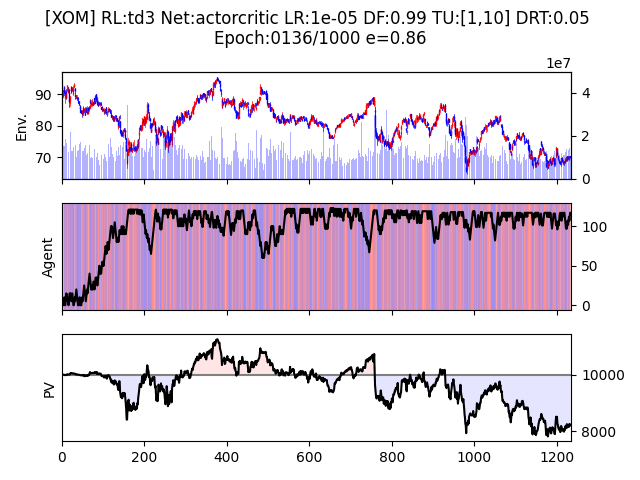 [XOM] RL:td3 Net:actorcritic LR:1e-05 DF:0.99 TU:[1,10] DRT:0.05
Epoch:0136/1000 e=0.86
1e7
Env.
90
80
70
4
2
0
Agent
100
50
0
PV
10000
8000
0 200 400 600 800 1000 1200